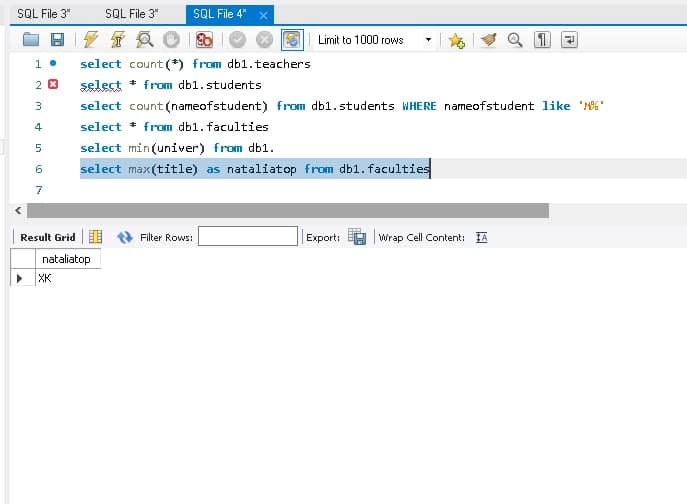 SQL File 3* SQL File 3* SQL File 4* ×
Limit to 1000 rows
1 select count(*) from db1.teachers
2 select * from db1.students
3 select count(nameofstudent) from db1.students WHERE nameofstudent like 'M%'
4 select * from db1.faculties
5 select min(univer) from db1.
6 select max(title) as nataliatop from db1.faculties
7
Result Grid Filter Rows: Export: Wrap Cell Content: IA
nataliatop
XK